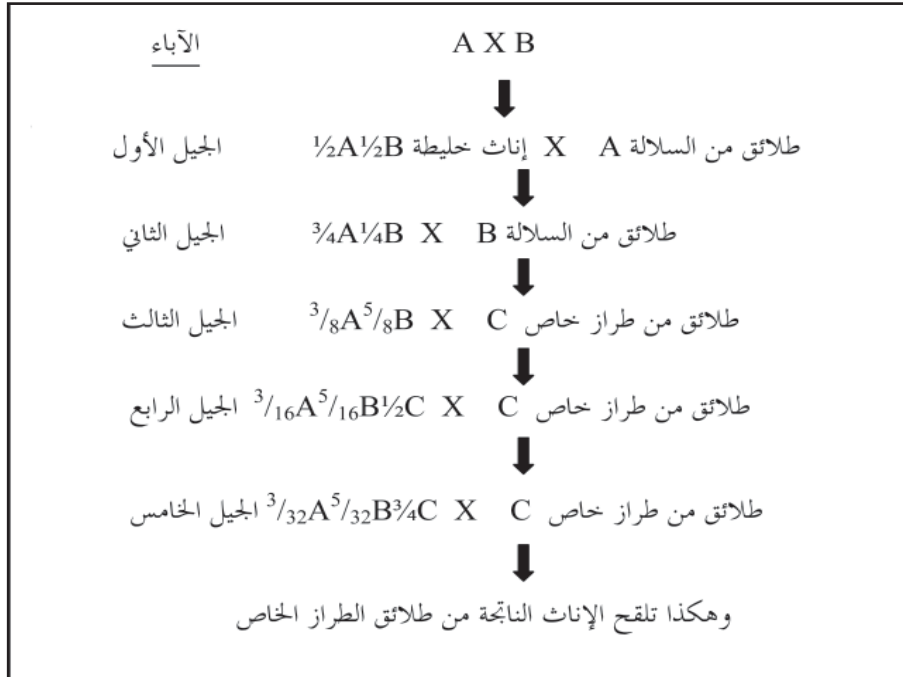 الآباء A X B
طلائق من السلالة A X إناث خليطة ½A½B الجيل الأول
طلائق من السلالة B X ¾A¼B الجيل الثاني
طلائق من طراز خاص C X ³/₈A⁵/₈B الجيل الثالث
طلائق من طراز خاص C X ³/₁₆A⁵/₁₆B½C الجيل الرابع
طلائق من طراز خاص C X ³/₃₂A⁵/₃₂B¾C الجيل الخامس
وهكذا تلقح الإناث الناتجة من طلائق الطراز الخاص